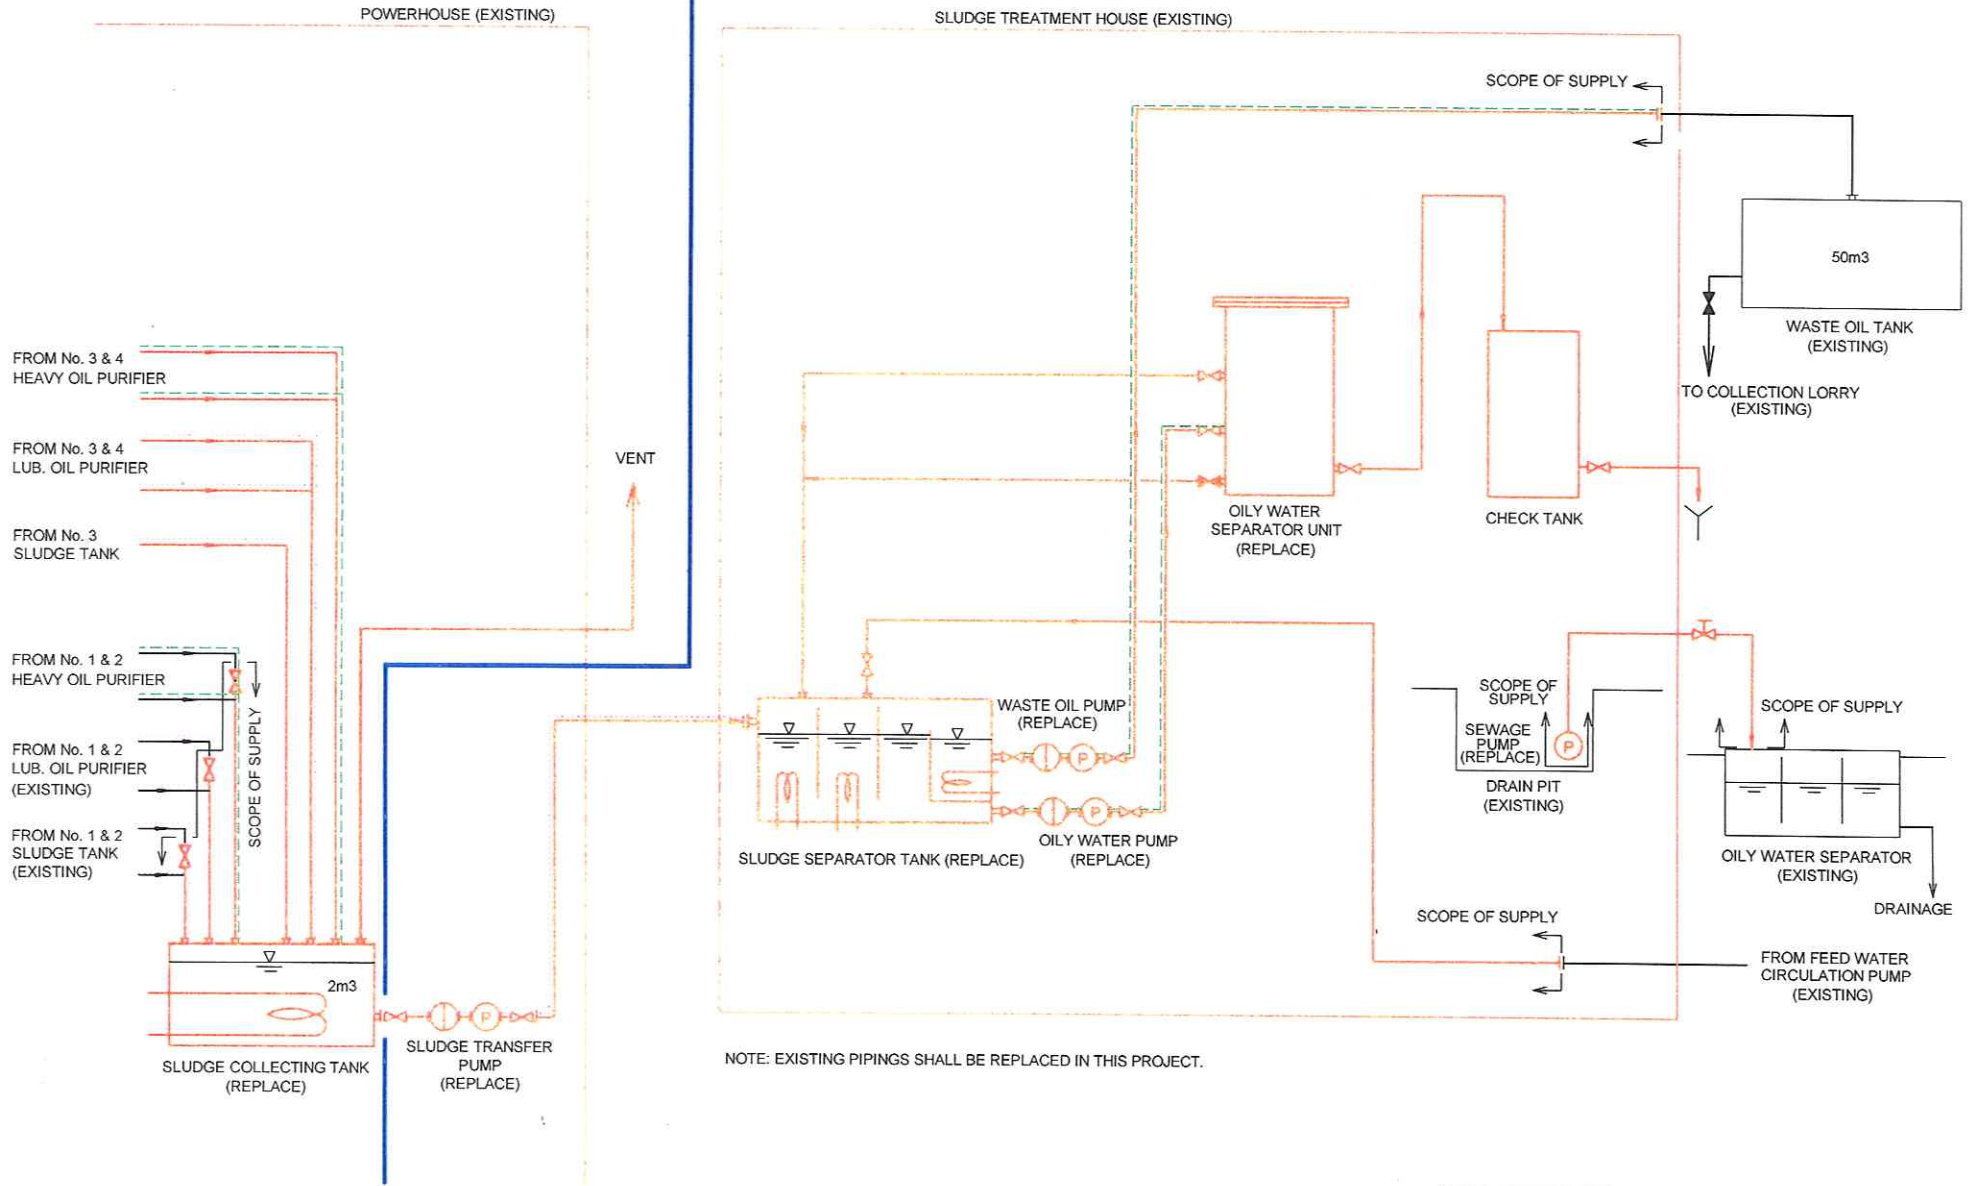 POWERHOUSE (EXISTING)
SLUDGE TREATMENT HOUSE (EXISTING)
SCOPE OF SUPPLY
50m3
WASTE OIL TANK
(EXISTING)
TO COLLECTION LORRY
(EXISTING)
FROM No. 3 & 4
HEAVY OIL PURIFIER
FROM No. 3 & 4
LUB. OIL PURIFIER
FROM No. 3
SLUDGE TANK
VENT
OILY WATER
SEPARATOR UNIT
(REPLACE)
CHECK TANK
FROM No. 1 & 2
HEAVY OIL PURIFIER
FROM No. 1 & 2
LUB. OIL PURIFIER
(EXISTING)
FROM No. 1 & 2
SLUDGE TANK
(EXISTING)
SCOPE OF SUPPLY
WASTE OIL PUMP
(REPLACE)
P
P
OILY WATER PUMP
(REPLACE)
SLUDGE SEPARATOR TANK (REPLACE)
SCOPE OF
SUPPLY
SEWAGE
PUMP
(REPLACE)
P
DRAIN PIT
(EXISTING)
SCOPE OF SUPPLY
OILY WATER SEPARATOR
(EXISTING)
DRAINAGE
SCOPE OF SUPPLY
FROM FEED WATER
CIRCULATION PUMP
(EXISTING)
2m3
P
SLUDGE COLLECTING TANK
(REPLACE)
SLUDGE TRANSFER
PUMP
(REPLACE)
NOTE: EXISTING PIPINGS SHALL BE REPLACED IN THIS PROJECT.